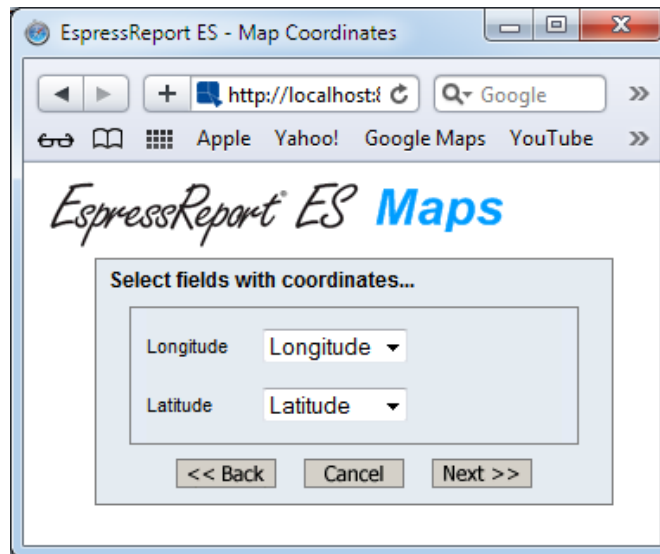 EspressReport ES - Map Coordinates
http://localhost:8
Google
Apple Yahoo! Google Maps YouTube
EspressReport ES Maps
Select fields with coordinates...
Longitude Longitude
Latitude Latitude
<< Back Cancel Next >>